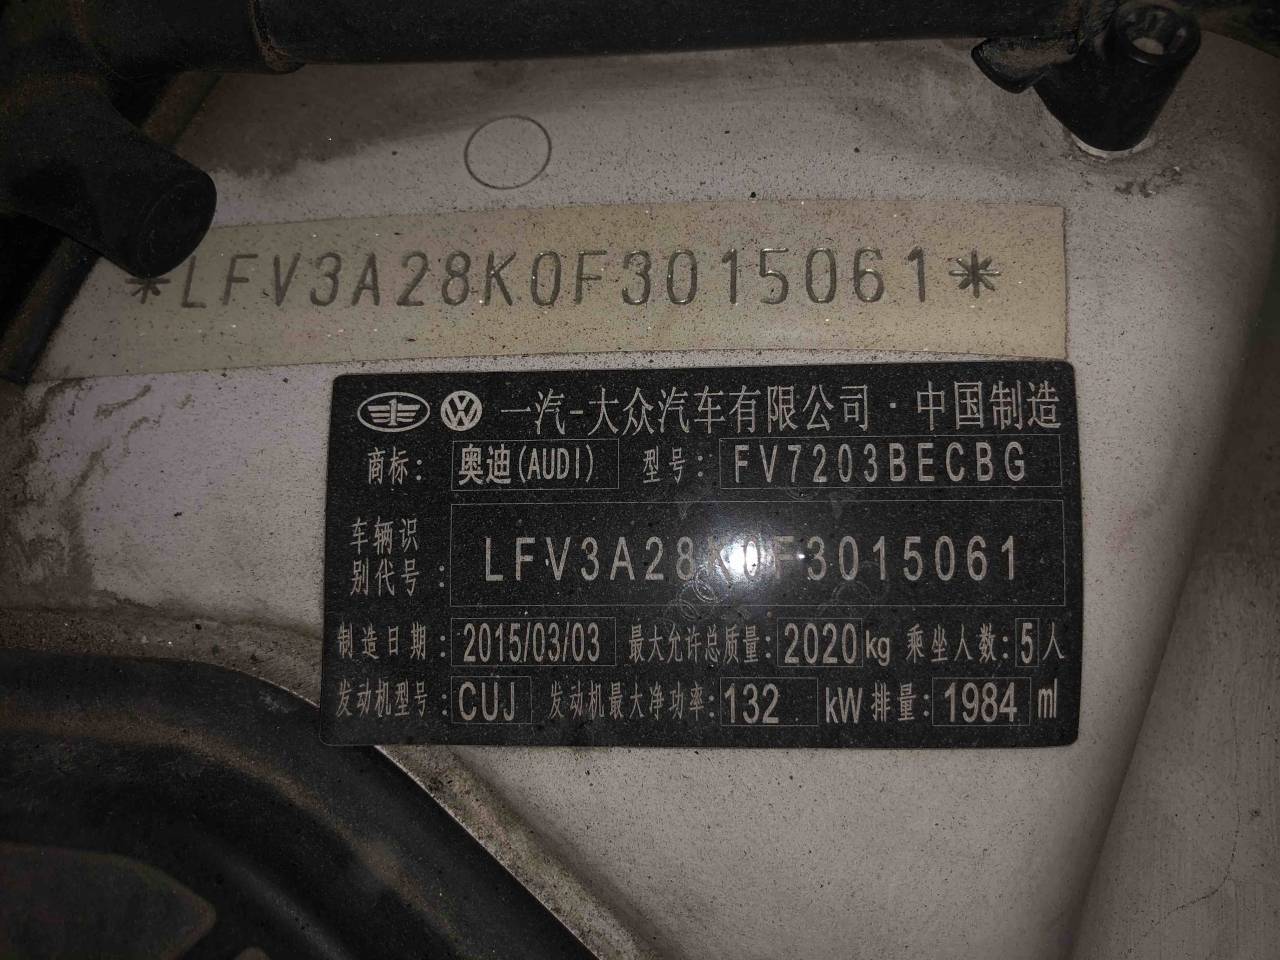 *LFV3A28K0F3015061*
一汽-大众汽车有限公司·中国制造
商标: 奥迪(AUDI) 型号: FV7203BECBG
车辆识别代号: LFV3A28K0F3015061
制造日期: 2015/03/03 最大允许总质量: 2020kg 乘坐人数: 5人
发动机型号: CUJ 发动机最大净功率: 132 kW 排量: 1984 ml